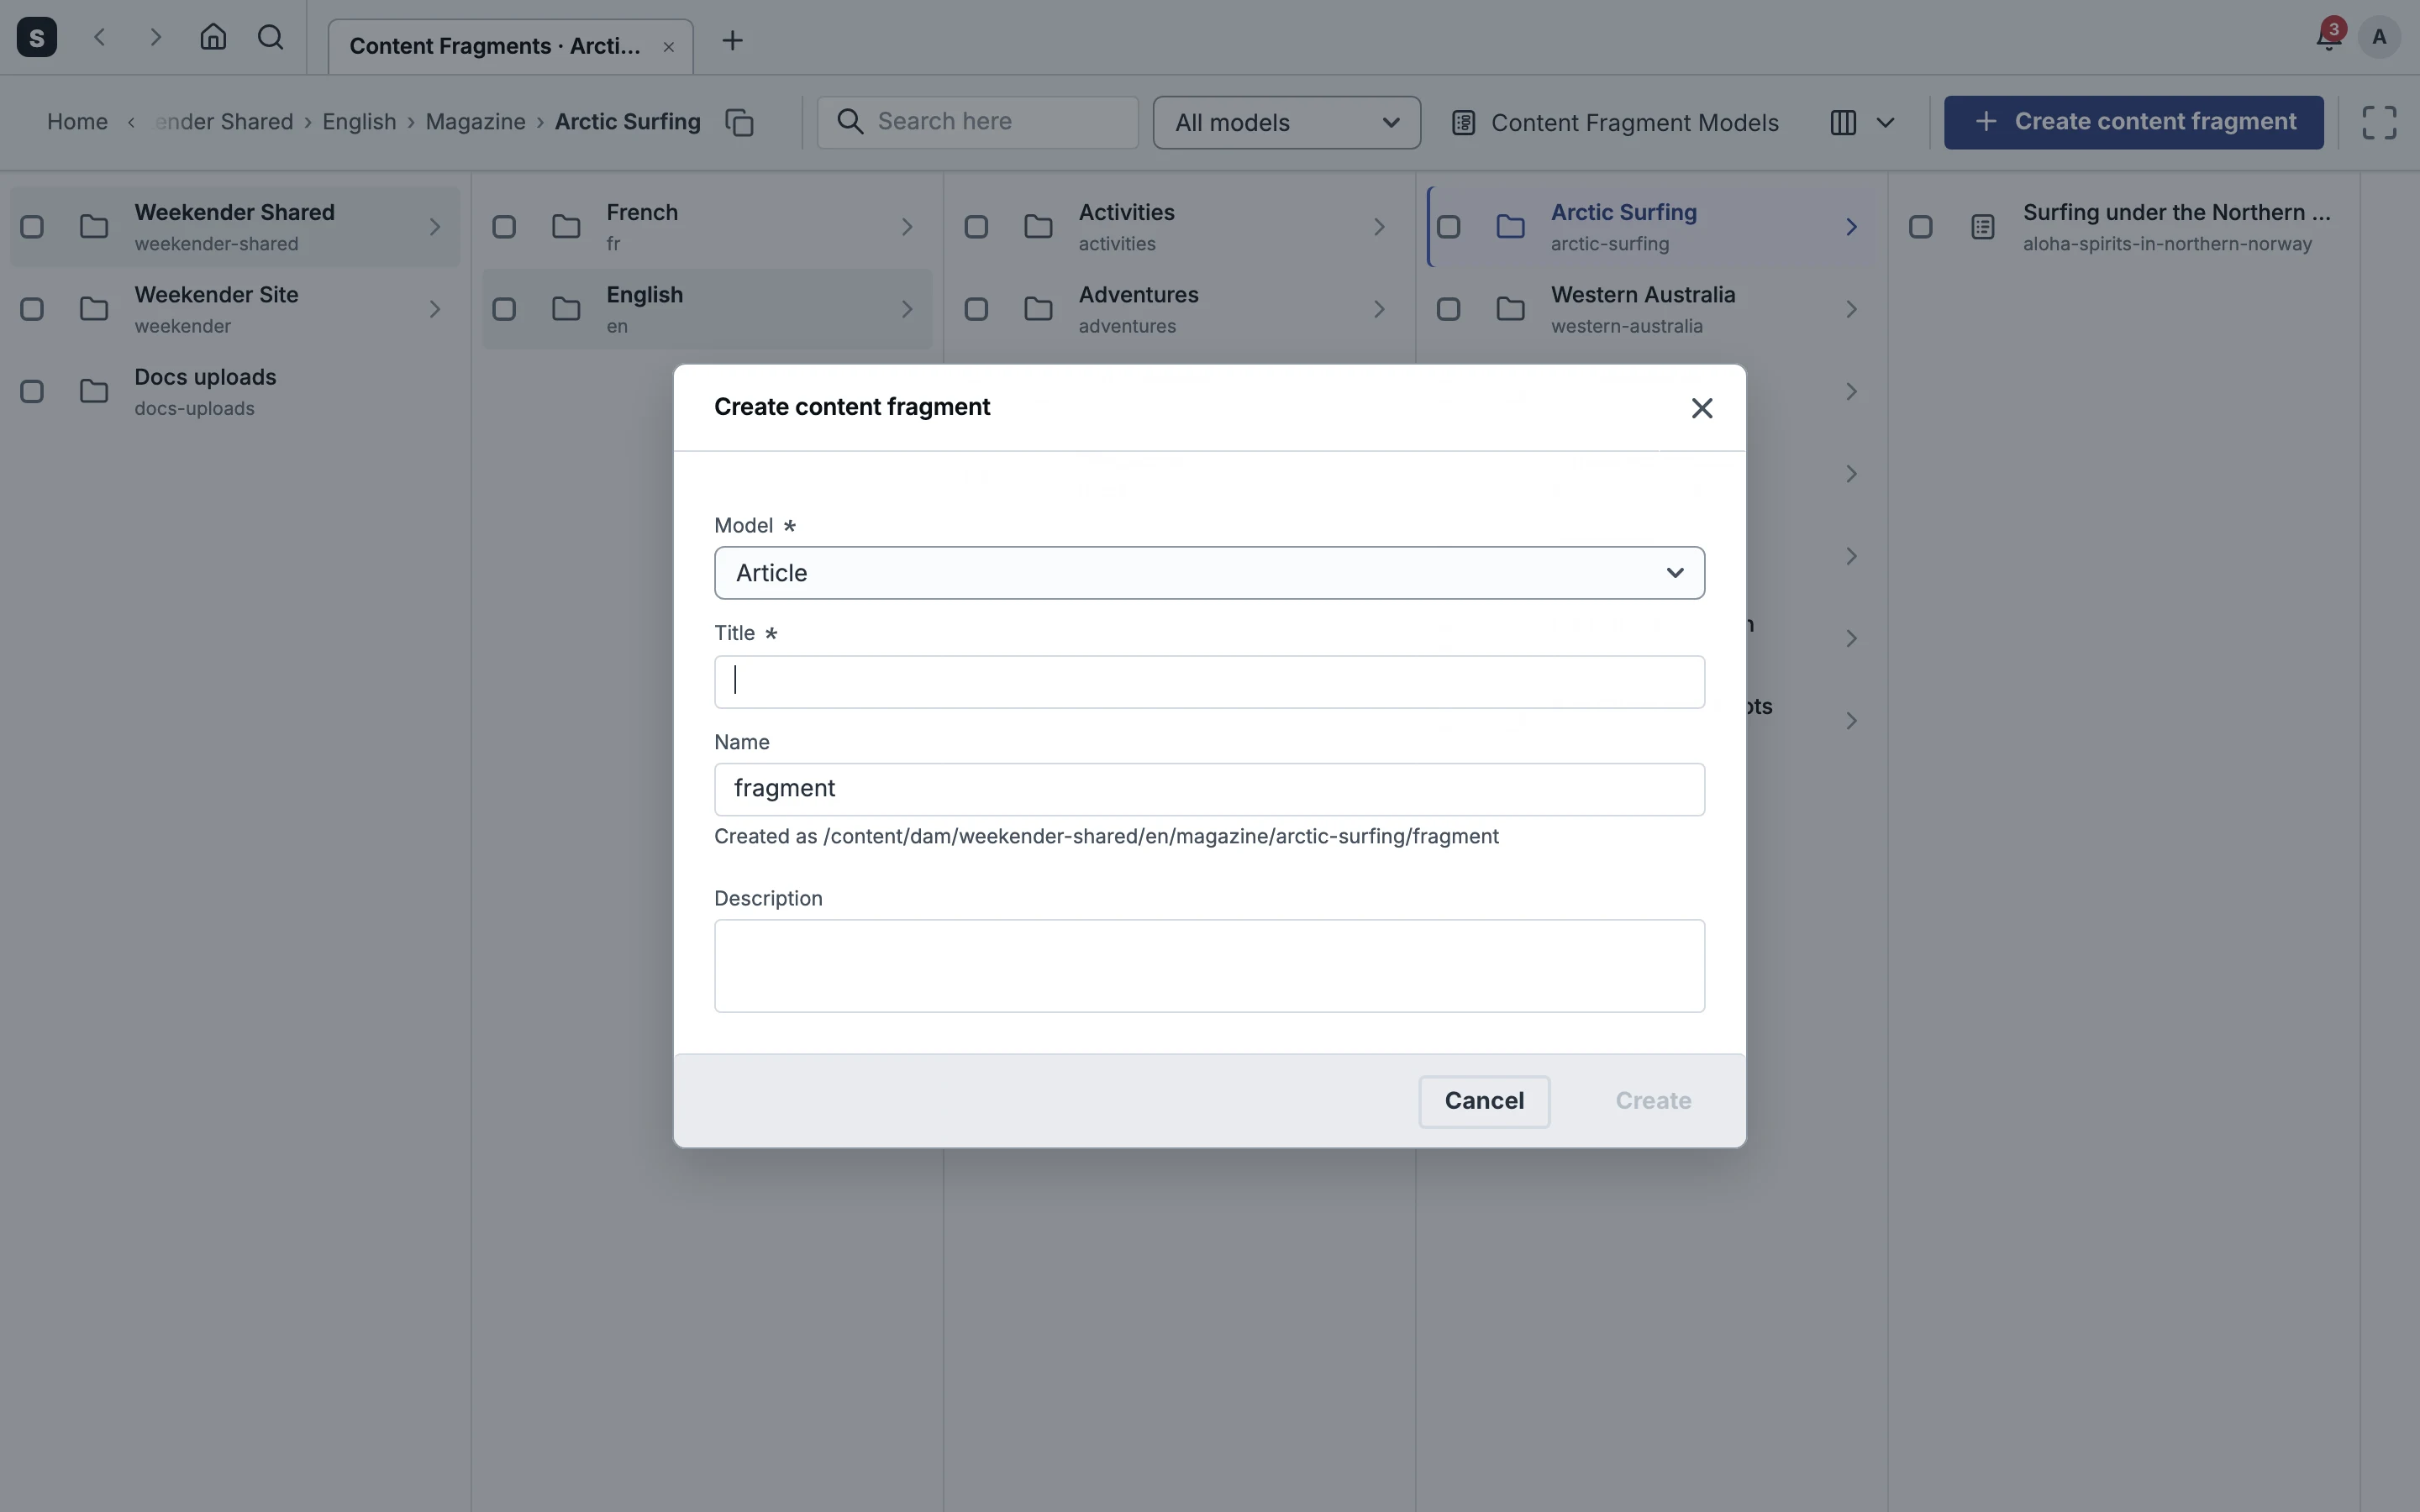 S
Content Fragments · Arcti...
3
A
Home
ender Shared
English
Magazine
Arctic Surfing
Search here
All models
Content Fragment Models
Create content fragment
Weekender Shared
weekender-shared
Weekender Site
weekender
Docs uploads
docs-uploads
French
fr
English
en
Activities
activities
Adventures
adventures
Arctic Surfing
arctic-surfing
Western Australia
western-australia
Surfing under the Northern ...
aloha-spirits-in-northern-norway
Create content fragment
Model *
Article
Title *
Name
fragment
Created as /content/dam/weekender-shared/en/magazine/arctic-surfing/fragment
Description
Cancel
Create